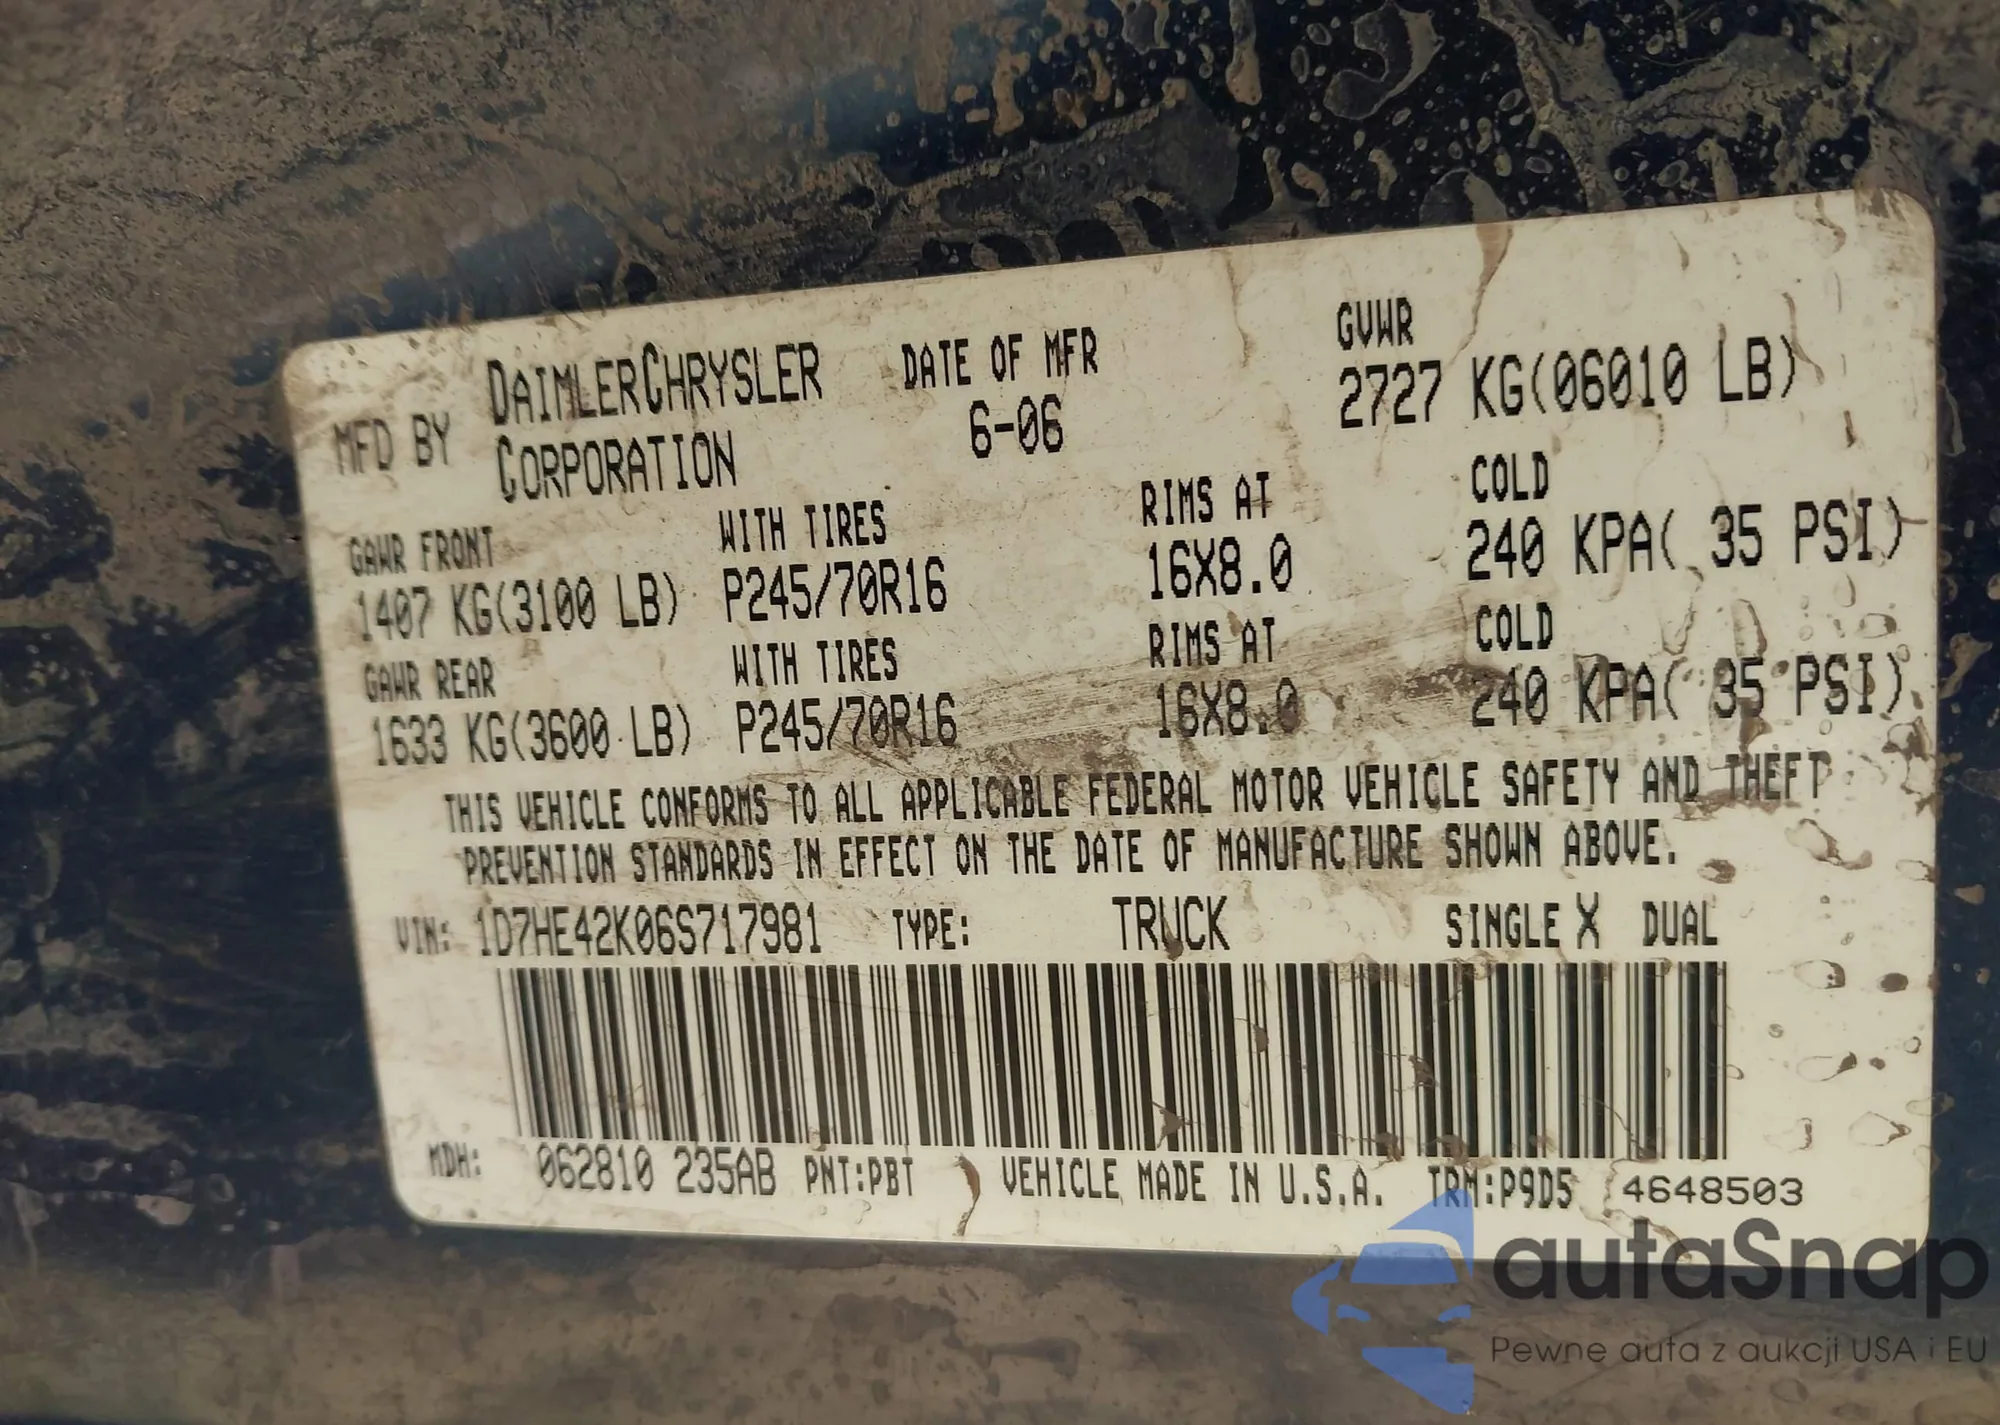 MFD BY DAIMLERCHRYSLER CORPORATION DATE OF MFR 6-06 GVWR 2727 KG(06010 LB)
GAWR FRONT WITH TIRES RIMS AT COLD
1407 KG(3100 LB) P245/70R16 16X8.0 240 KPA( 35 PSI)
GAWR REAR WITH TIRES RIMS AT COLD
1633 KG(3600 LB) P245/70R16 16X8.0 240 KPA( 35 PSI)
THIS VEHICLE CONFORMS TO ALL APPLICABLE FEDERAL MOTOR VEHICLE SAFETY AND THEFT
PREVENTION STANDARDS IN EFFECT ON THE DATE OF MANUFACTURE SHOWN ABOVE.
VIN: 1D7HE42K06S717981 TYPE: TRUCK SINGLE X DUAL
MDH: 062810 235AB PNT:PBT VEHICLE MADE IN U.S.A. TRM:P9D5 4648503
autaSnap
Pewne auta z aukcji USA i EU